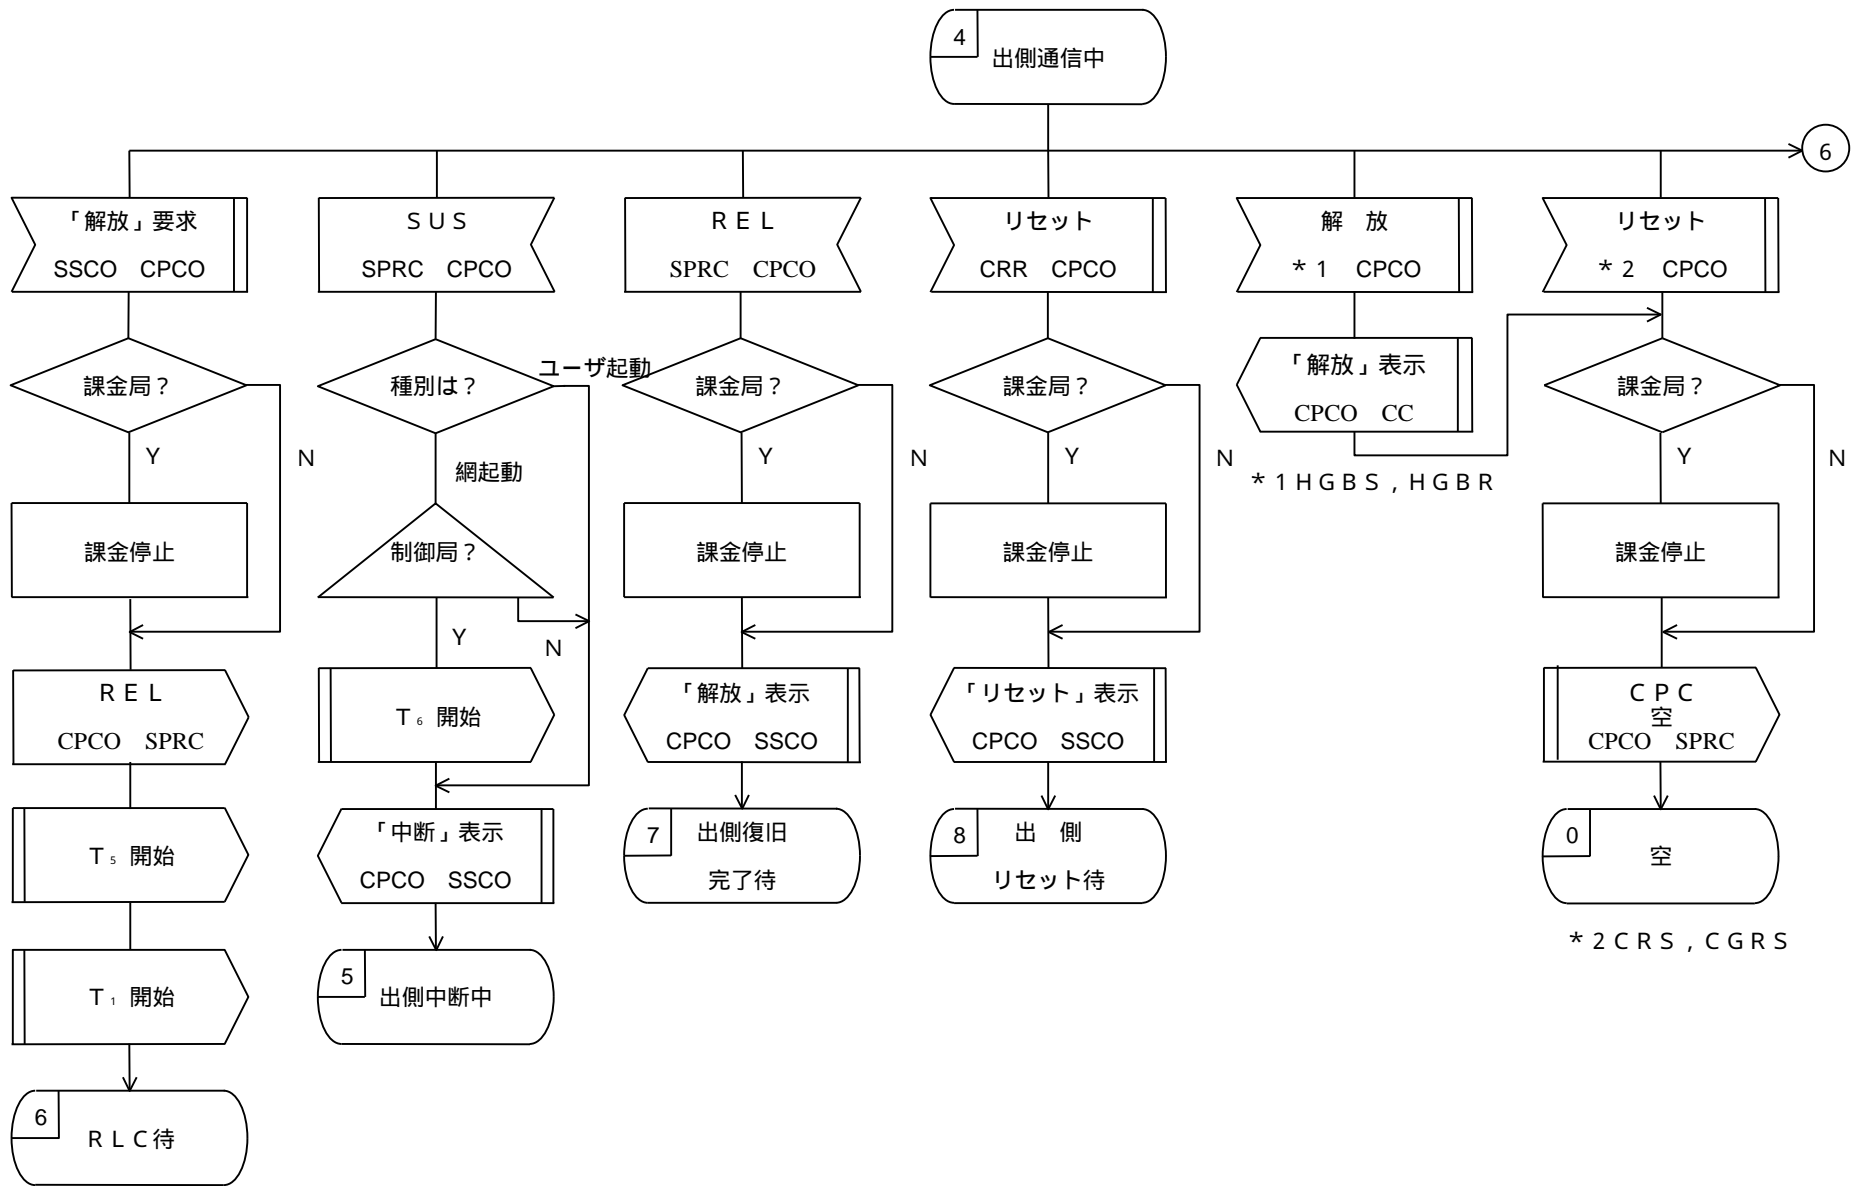 4
出側通信中
6
「解放」要求
SSCO CPCO
課金局？
Y
N
課金停止
ＲＥＬ
CPCO SPRC
Ｔ₅ 開始
Ｔ₁ 開始
6
ＲＬＣ待
ＳＵＳ
SPRC CPCO
種別は？
ユーザ起動
網起動
制御局？
Y
N
Ｔ₆ 開始
「中断」表示
CPCO SSCO
5
出側中断中
ＲＥＬ
SPRC CPCO
課金局？
Y
N
課金停止
「解放」表示
CPCO SSCO
7
出側復旧
完了待
リセット
CRR CPCO
課金局？
Y
N
課金停止
「リセット」表示
CPCO SSCO
8
出　側
リセット待
解　放
＊１ CPCO
「解放」表示
CPCO CC
＊１ＨＧＢＳ，ＨＧＢＲ
リセット
＊２ CPCO
課金局？
Y
N
課金停止
ＣＰＣ
空
CPCO SPRC
0
空
＊２ＣＲＳ，ＣＧＲＳ